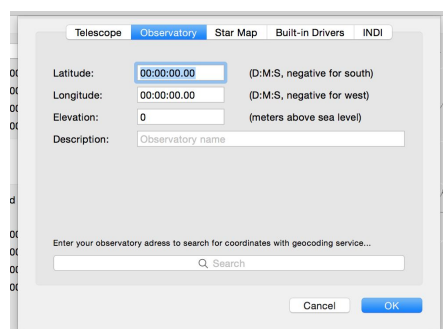 Telescope Observatory Star Map Built-in Drivers INDI
Latitude: 00:00:00.00 (D:M:S, negative for south)
Longitude: 00:00:00.00 (D:M:S, negative for west)
Elevation: 0 (meters above sea level)
Description: Observatory name
d
Enter your observatory adress to search for coordinates with geocoding service...
Search
Cancel OK